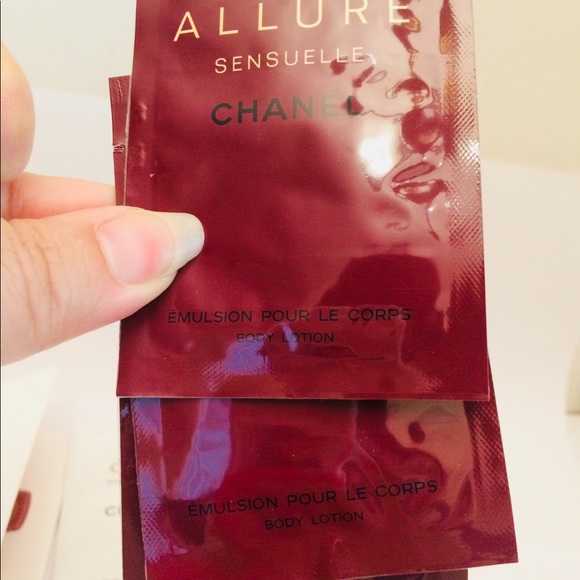 ALLURE
SENSUELLE
CHANEL
ÉMULSION POUR LE CORPS
BODY LOTION
ÉMULSION POUR LE CORPS
BODY LOTION